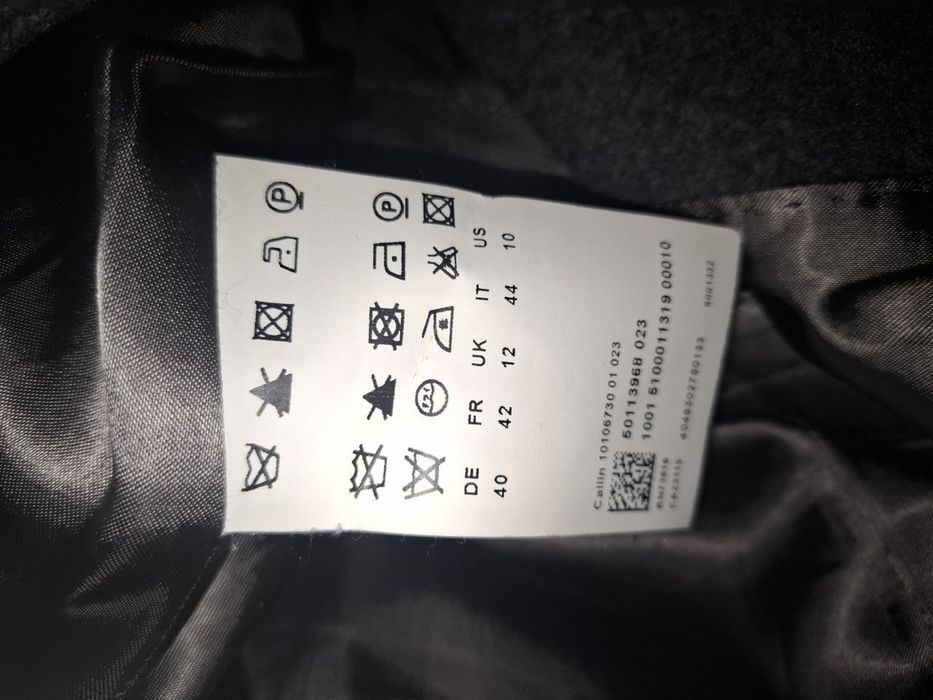 P
P
DE FR UK IT US
40 42 12 44 10
Callin 10106730 01 023
50113968 023
1001 5100011319 00010